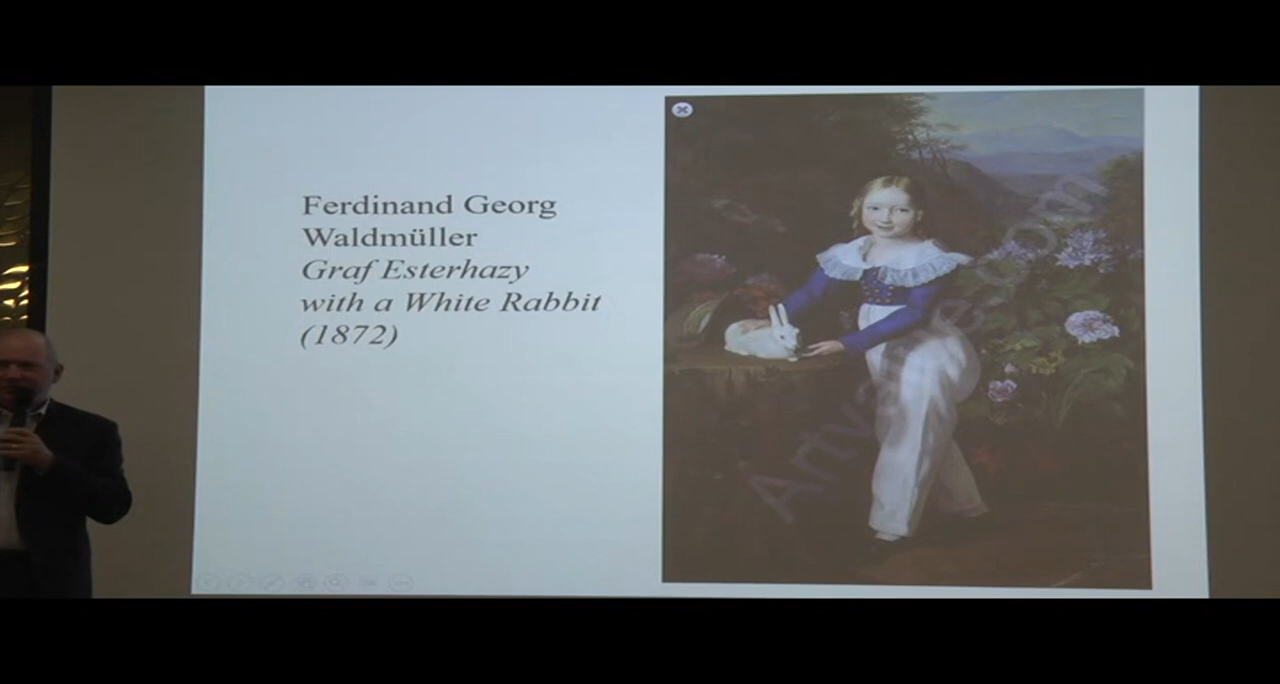 Ferdinand Georg
Waldmüller
Graf Esterhazy
with a White Rabbit
(1872)